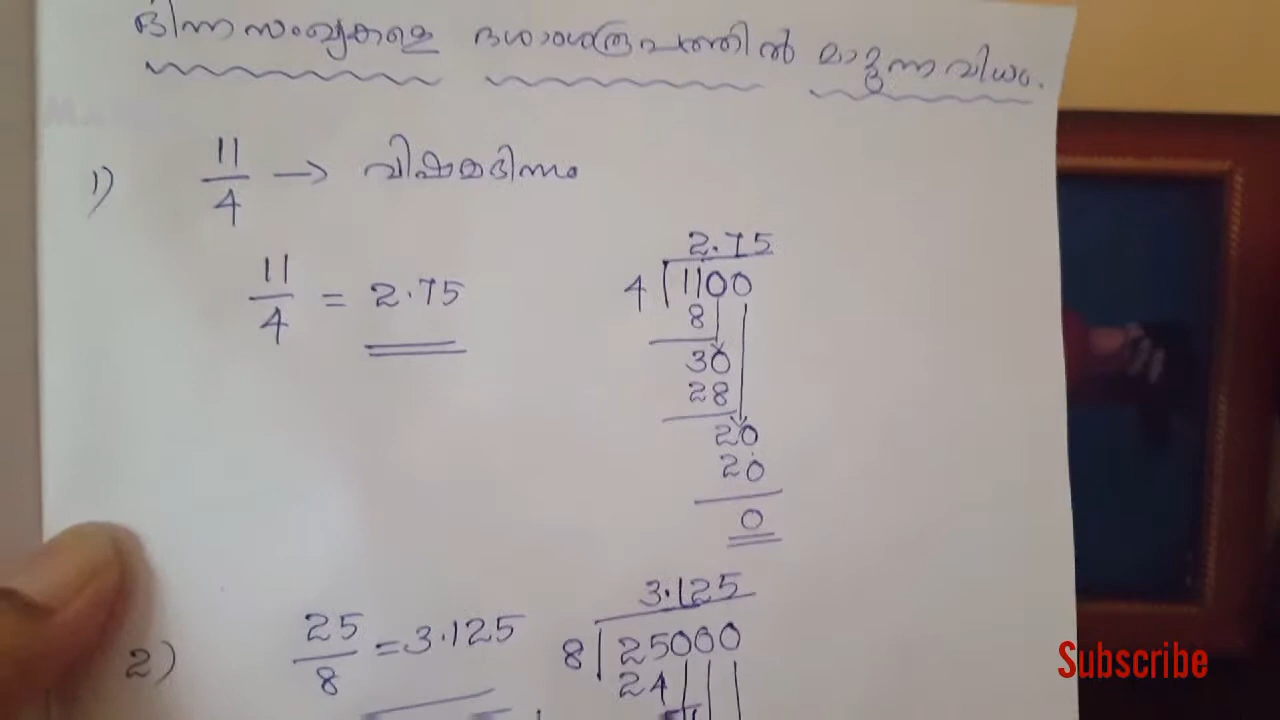 ഭിന്നസംഖ്യകളെ ദശാംശരൂപത്തിൽ മാറ്റുന്ന വിധം.
1) 11/4 → വിഷമഭിന്നം
11/4 = 2.75
2.75
4 1100
8
30
28
20
20
0
2) 25/8 = 3.125
3.125
8 25000
24
Subscribe